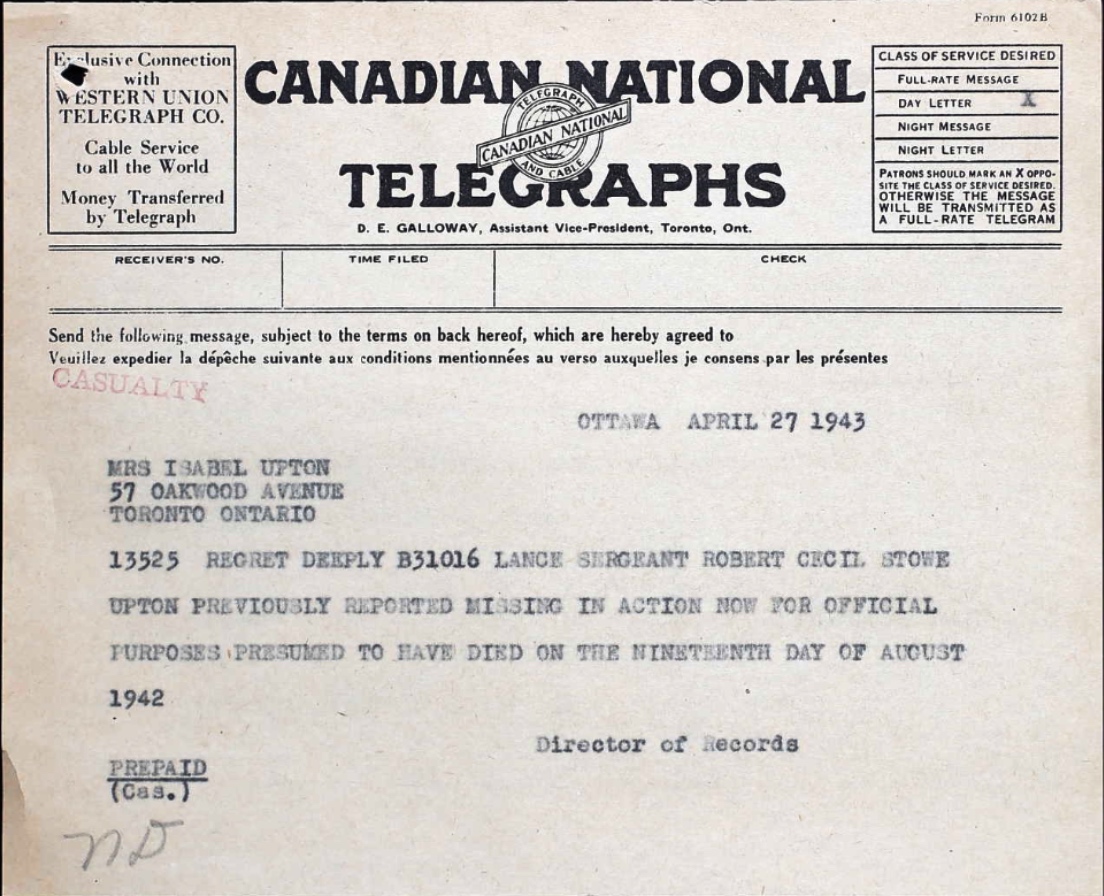 Form 6102B
Exclusive Connection
with
WESTERN UNION
TELEGRAPH CO.
Cable Service
to all the World
Money Transferred
by Telegraph
CANADIAN NATIONAL
TELEGRAPH
CANADIAN NATIONAL
AND CABLE
TELEGRAPHS
D. E. GALLOWAY, Assistant Vice-President, Toronto, Ont.
CLASS OF SERVICE DESIRED
FULL-RATE MESSAGE
DAY LETTER X
NIGHT MESSAGE
NIGHT LETTER
PATRONS SHOULD MARK AN X OPPO-
SITE THE CLASS OF SERVICE DESIRED.
OTHERWISE THE MESSAGE
WILL BE TRANSMITTED AS
A FULL-RATE TELEGRAM
RECEIVER'S NO. TIME FILED CHECK
Send the following message, subject to the terms on back hereof, which are hereby agreed to
Veuillez expedier la dépêche suivante aux conditions mentionnées au verso auxquelles je consens par les présentes
CASUALTY
OTTAWA APRIL 27 1943
MRS ISABEL UPTON
57 OAKWOOD AVENUE
TORONTO ONTARIO
13525 REGRET DEEPLY B31016 LANCE SERGEANT ROBERT CECIL STOWE
UPTON PREVIOUSLY REPORTED MISSING IN ACTION NOW FOR OFFICIAL
PURPOSES PRESUMED TO HAVE DIED ON THE NINETEENTH DAY OF AUGUST
1942
Director of Records
PREPAID
(Cas.)
ND